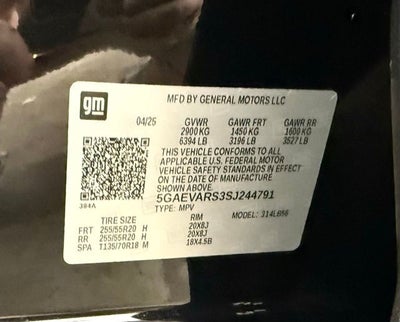 gm
MFD BY GENERAL MOTORS LLC
04/25 GVWR GAWR FRT GAWR RR
2900 KG 1450 KG 1600 KG
6394 LB 3196 LB 3527 LB
THIS VEHICLE CONFORMS TO ALL
APPLICABLE U.S. FEDERAL MOTOR
VEHICLE SAFETY STANDARDS IN EFFECT
ON THE DATE OF MANUFACTURE
SHOWN ABOVE.
394A
5GAEVARS3SJ244791
TYPE: MPV MODEL: 314LB56
TIRE SIZE RIM
FRT 255/55R20 H 20X8J
RR 255/55R20 H 20X8J
SPA T135/70R18 M 18X4.5B